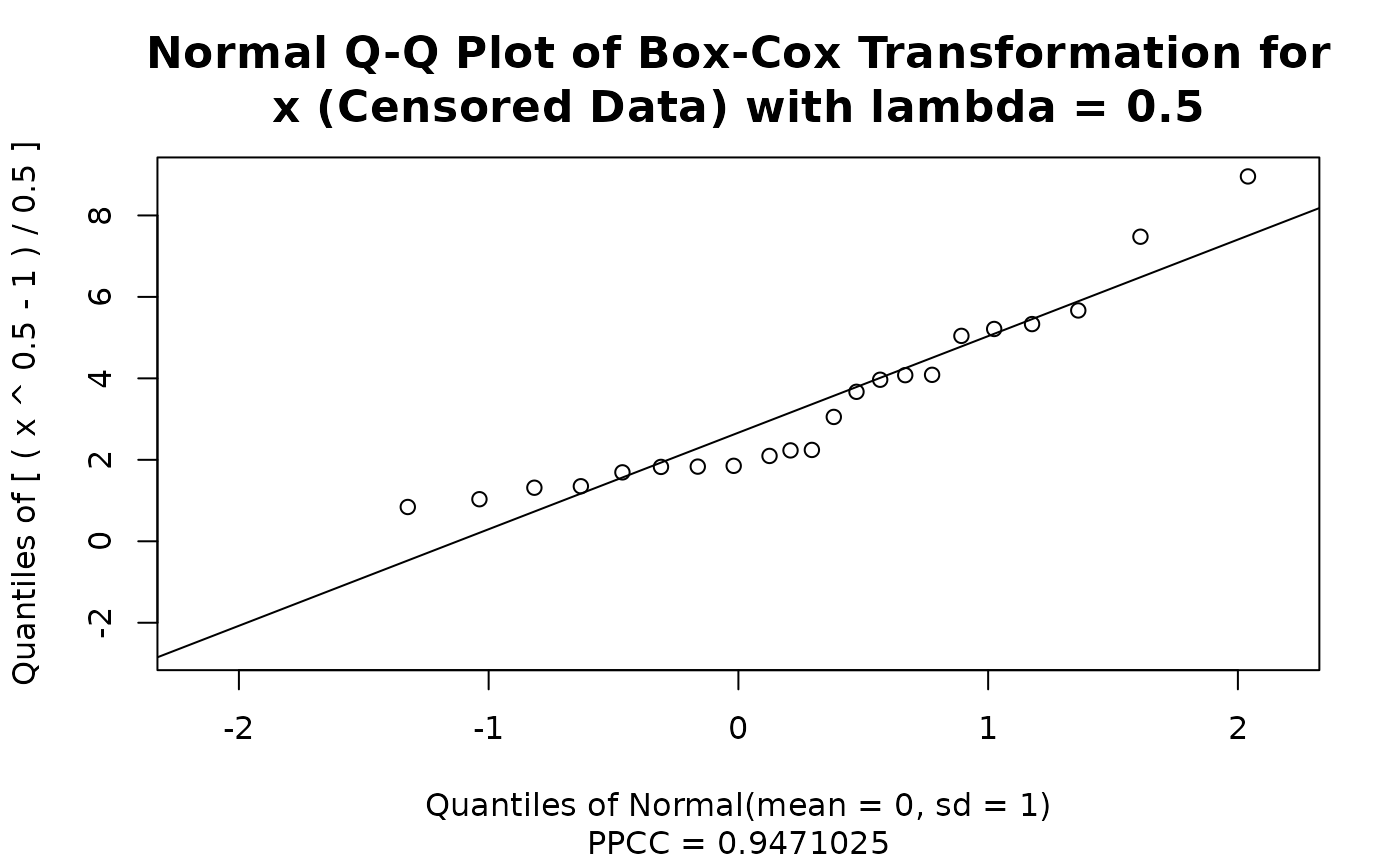 Normal Q-Q Plot of Box-Cox Transformation for
x (Censored Data) with lambda = 0.5
Quantiles of [ ( x ^ 0.5 - 1 ) / 0.5 ]
8
6
4
2
0
-2
-2 -1 0 1 2
Quantiles of Normal(mean = 0, sd = 1)
PPCC = 0.9471025